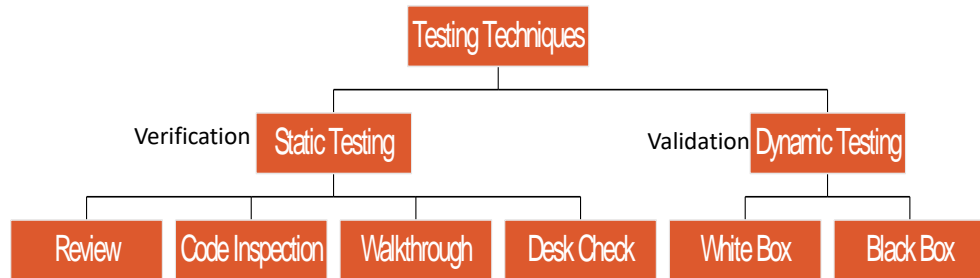 Testing Techniques
Verification
Static Testing
Validation
Dynamic Testing
Review
Code Inspection
Walkthrough
Desk Check
White Box
Black Box